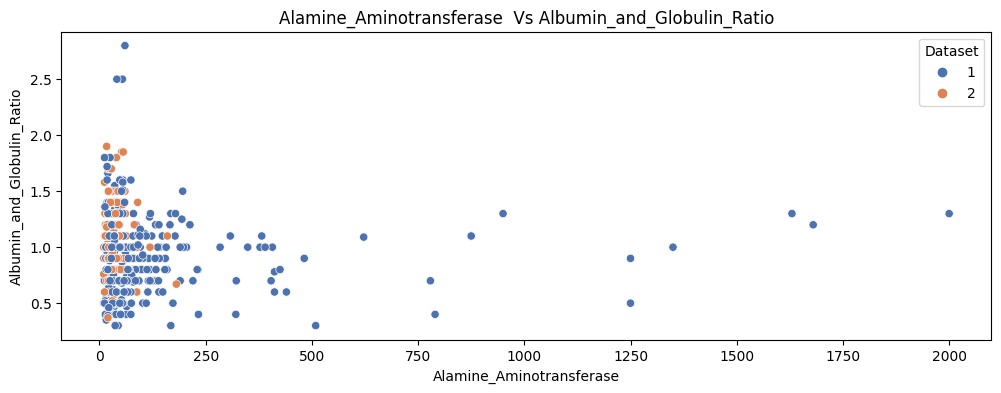 Alamine_Aminotransferase  Vs Albumin_and_Globulin_Ratio
Dataset
1
2
Albumin_and_Globulin_Ratio
2.5
2.0
1.5
1.0
0.5
0 250 500 750 1000 1250 1500 1750 2000
Alamine_Aminotransferase